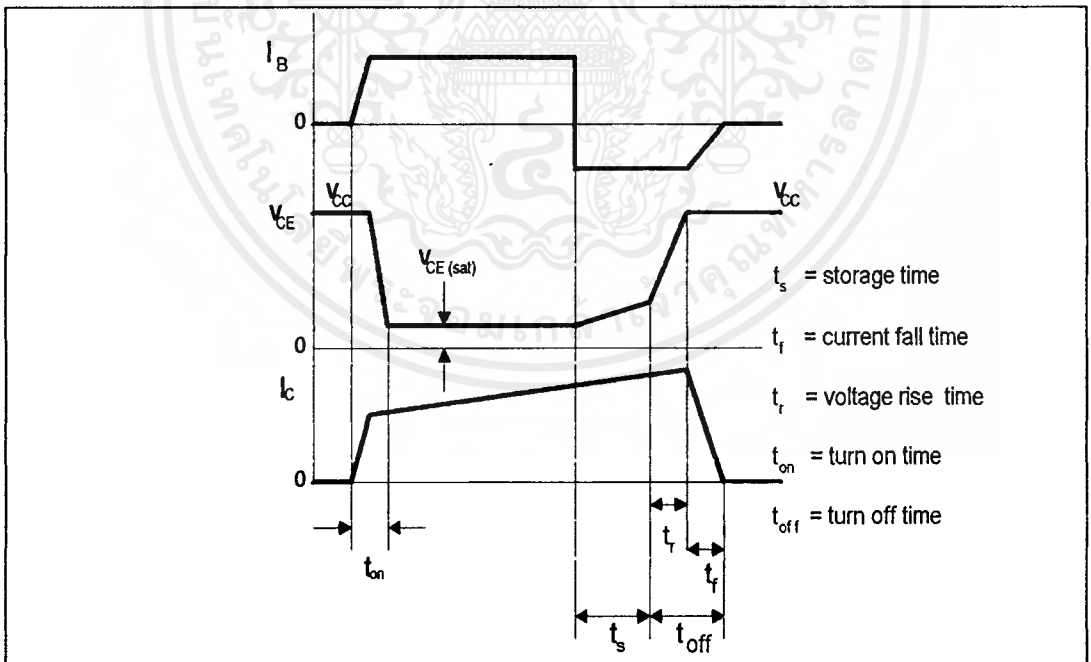 I_B
0
V_CC
V_CC
V_CE
V_CE (sat)
t_s = storage time
0
t_f = current fall time
I_C
t_r = voltage rise time
0
t_on = turn on time
t_off = turn off time
t_r
t_on
t_f
t_s
t_off